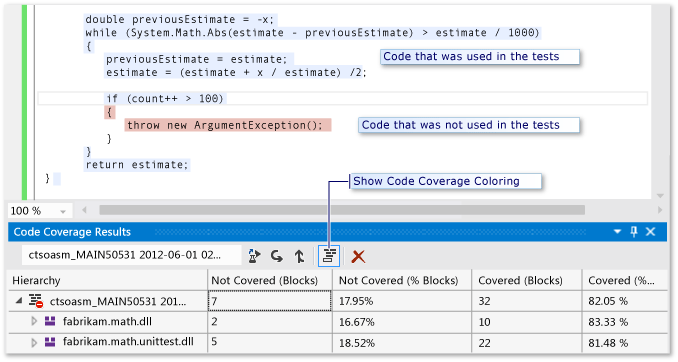 double previousEstimate = -x;
while (System.Math.Abs(estimate - previousEstimate) > estimate / 1000)
{
previousEstimate = estimate;
Code that was used in the tests
estimate = (estimate + x / estimate) /2;
if (count++ > 100)
{
throw new ArgumentException();
Code that was not used in the tests
}
}
return estimate;
}
Show Code Coverage Coloring
100 %
Code Coverage Results
ctsoasm_MAIN50531 2012-06-01 02...
Hierarchy Not Covered (Blocks) Not Covered (% Blocks) Covered (Blocks) Covered (%...
ctsoasm_MAIN50531 201... 7 17.95% 32 82.05 %
fabrikam.math.dll 2 16.67% 10 83.33 %
fabrikam.math.unittest.dll 5 18.52% 22 81.48 %